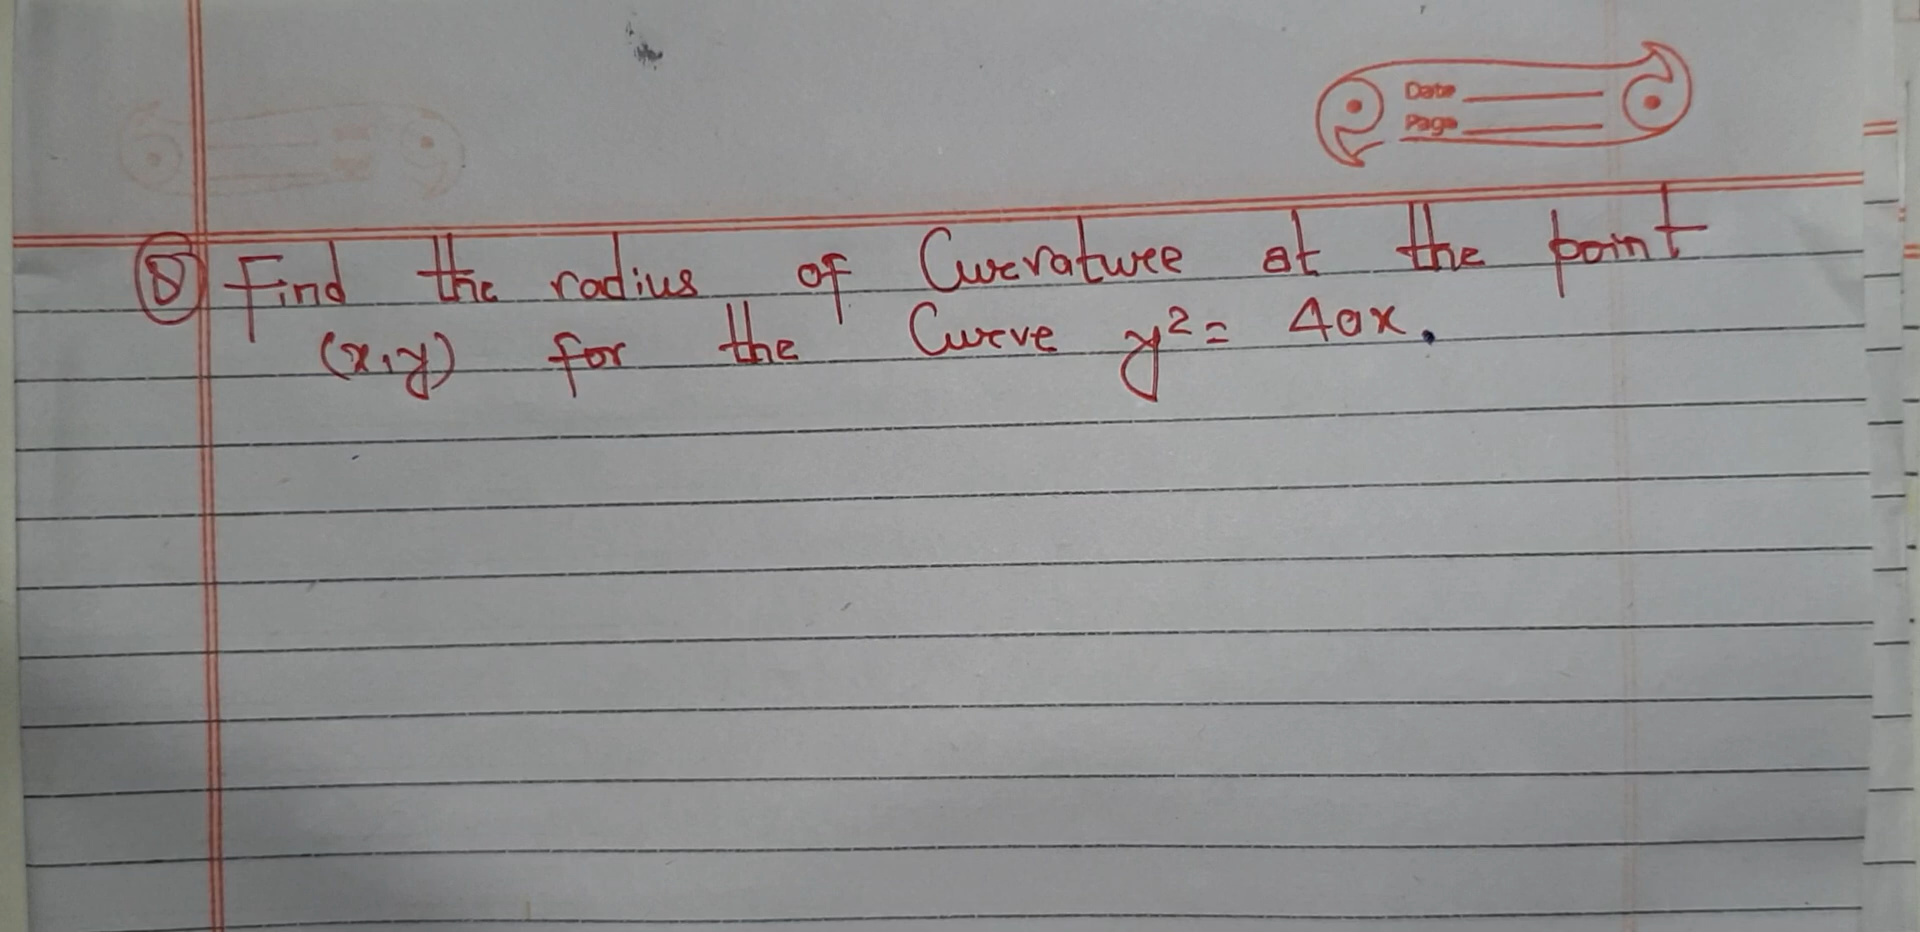 Date
Page
⑧ Find the radius of Curvature at the point
(x,y) for the Curve y² = 4ax.